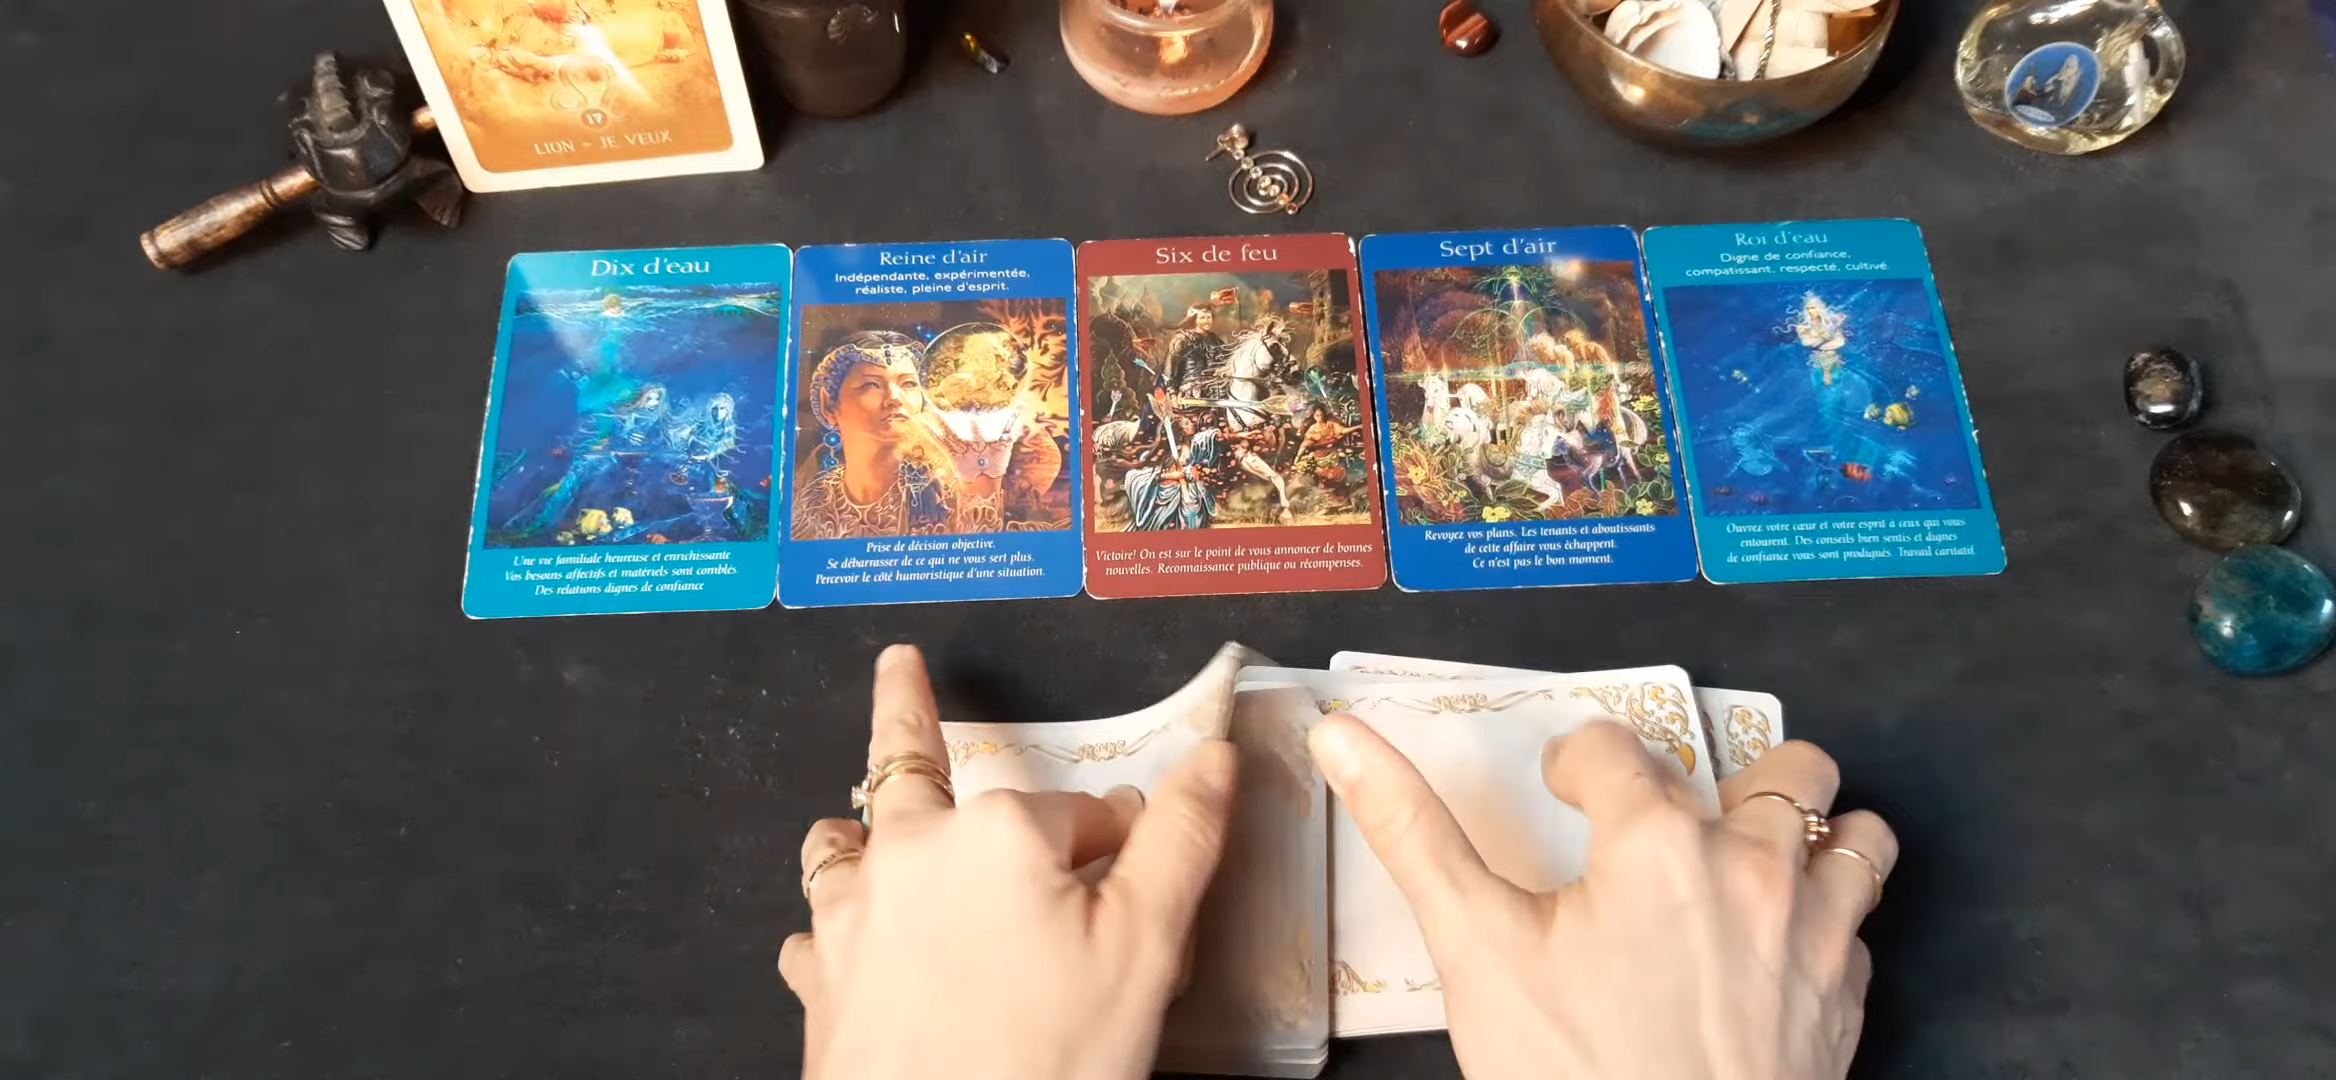 17
LION ~ JE VEUX
Dix d'eau
Une vie familiale heureuse et enrichissante.
Vos besoins affectifs et matériels sont comblés.
Des relations dignes de confiance
Reine d'air
Indépendante, expérimentée,
réaliste, pleine d'esprit.
Prise de décision objective.
Se débarrasser de ce qui ne vous sert plus.
Percevoir le côté humoristique d'une situation.
Six de feu
Victoire! On est sur le point de vous annoncer de bonnes
nouvelles. Reconnaissance publique ou récompenses.
Sept d'air
Revoyez vos plans. Les tenants et aboutissants
de cette affaire vous échappent.
Ce n'est pas le bon moment.
Roi d'eau
Digne de confiance,
compatissant, respecté, cultivé.
Ouvrez votre cœur et votre esprit à ceux qui vous
entourent. Des conseils bien sentis et dignes
de confiance vous sont prodigués. Travail caritatif.